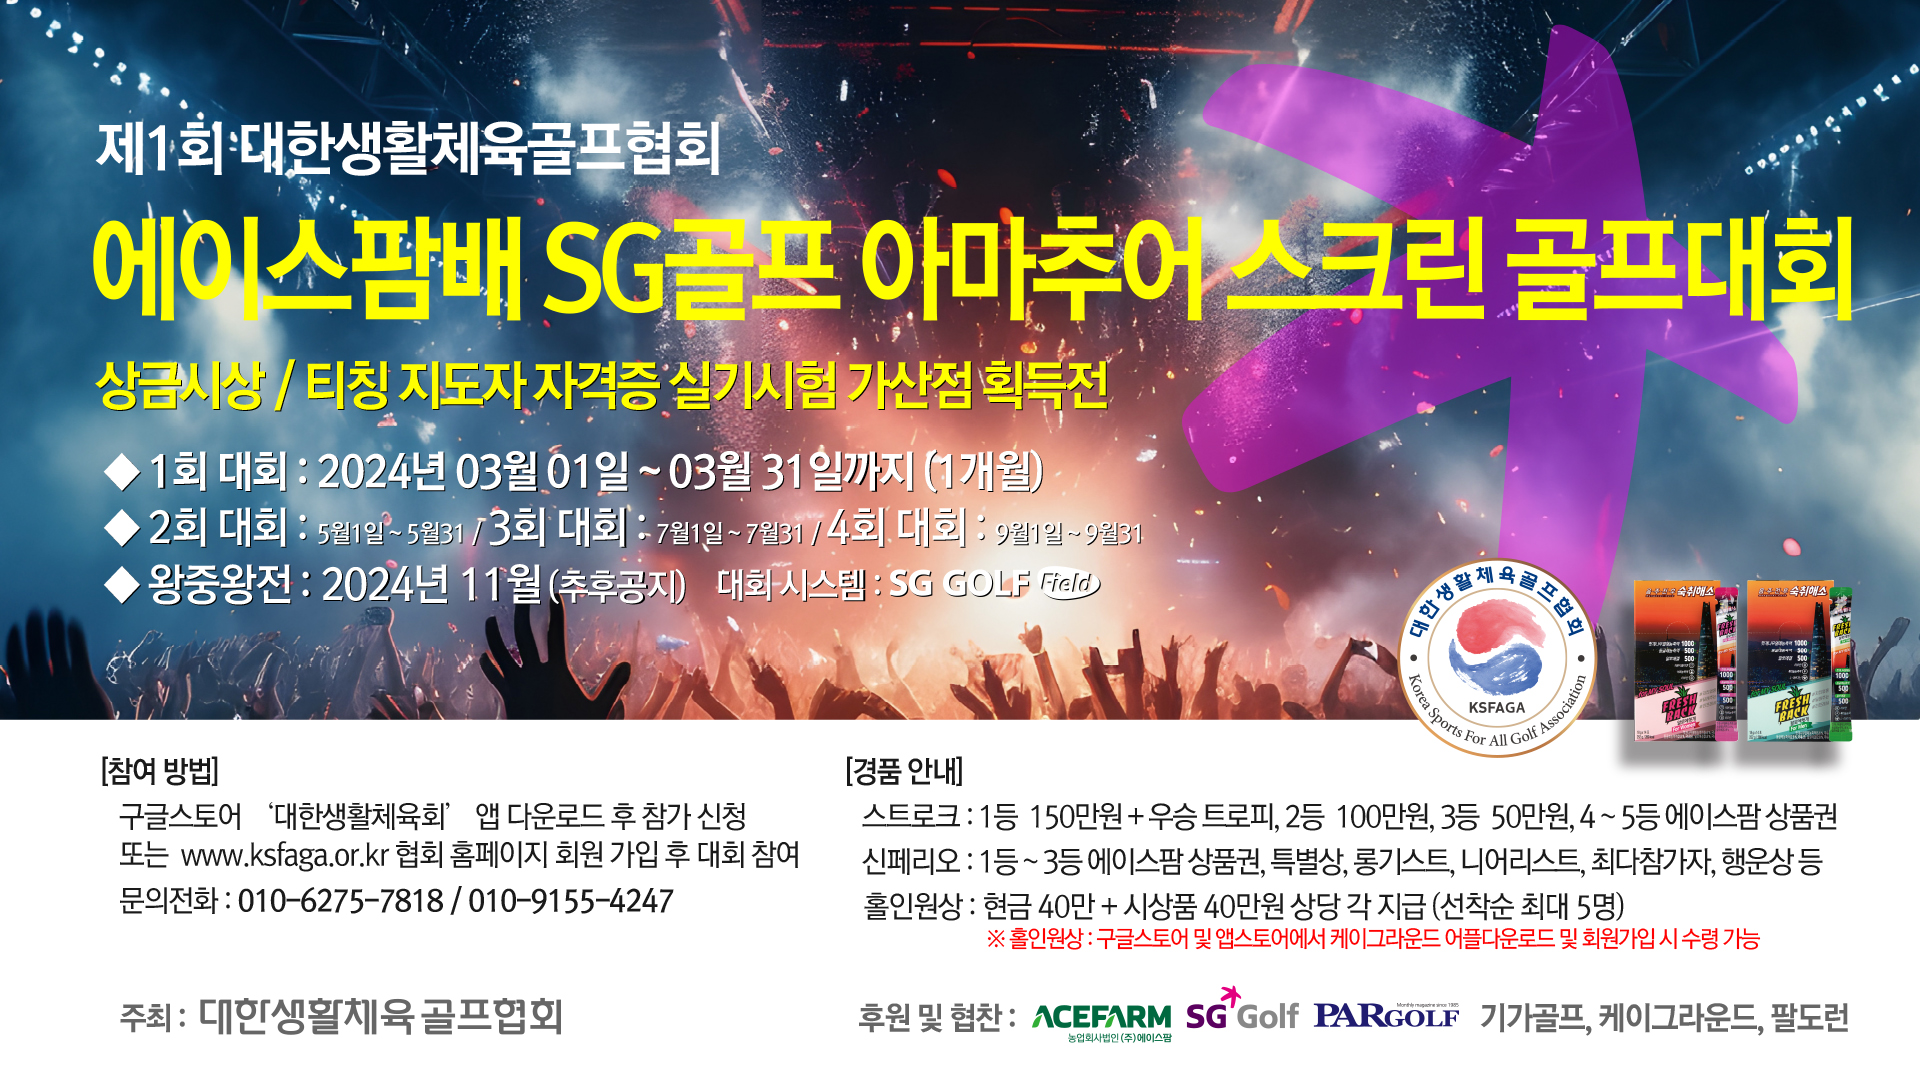 제1회 대한생활체육골프협회
에이스팜배 SG골프 아마추어 스크린 골프대회
상금시상 / 티칭 지도자 자격증 실기시험 가산점 획득전
◆ 1회 대회 : 2024년 03월 01일 ~ 03월 31일까지 (1개월)
◆ 2회 대회 : 5월1일 ~ 5월31 / 3회 대회 : 7월1일 ~ 7월31 / 4회 대회 : 9월1일 ~ 9월31
◆ 왕중왕전 : 2024년 11월 (추후공지) 대회 시스템 : SG GOLF Field
대한생활체육골프협회
KSFAGA
Korea Sports For All Golf Association
숙취해소
1000
500
500
FRESH BACK
숙취해소
1000
500
500
FRESH BACK
[참여 방법]
구글스토어 ‘대한생활체육회’ 앱 다운로드 후 참가 신청
또는 www.ksfaga.or.kr 협회 홈페이지 회원 가입 후 대회 참여
문의전화 : 010-6275-7818 / 010-9155-4247
[경품 안내]
스트로크 : 1등 150만원 + 우승 트로피, 2등 100만원, 3등 50만원, 4 ~ 5등 에이스팜 상품권
신페리오 : 1등 ~ 3등 에이스팜 상품권, 특별상, 롱기스트, 니어리스트, 최다참가자, 행운상 등
홀인원상 : 현금 40만 + 시상품 40만원 상당 각 지급 (선착순 최대 5명)
※ 홀인원상 : 구글스토어 및 앱스토어에서 케이그라운드 어플다운로드 및 회원가입 시 수령 가능
주최 : 대한생활체육 골프협회
후원 및 협찬 : ACEFARM 농업회사법인 (주)에이스팜 SG Golf Monthly magazine since 1985 PARGOLF 기가골프, 케이그라운드, 팔도런